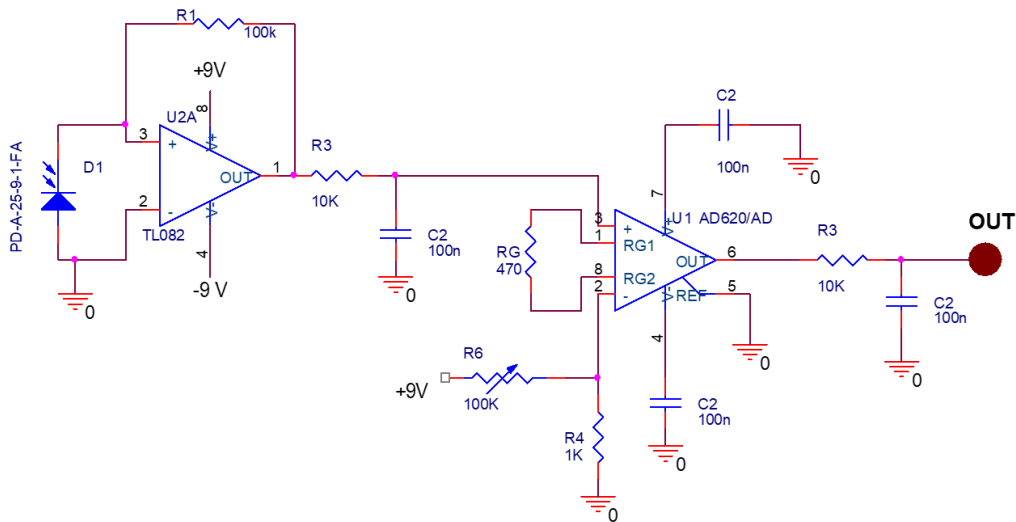 R1
100k
+9V
8
U2A
V+
3
+
D1
PD-A-25-9-1-FA
OUT
1
2
-
V-
TL082
4
-9 V
0
R3
10K
C2
100n
0
C2
100n
0
7
V+
U1 AD620/AD
3
+
1
RG1
RG
470
8
RG2
2
-
OUT
6
REF
5
V-
4
0
R3
10K
OUT
C2
100n
0
R6
+9V
100K
R4
1K
0
C2
100n
0